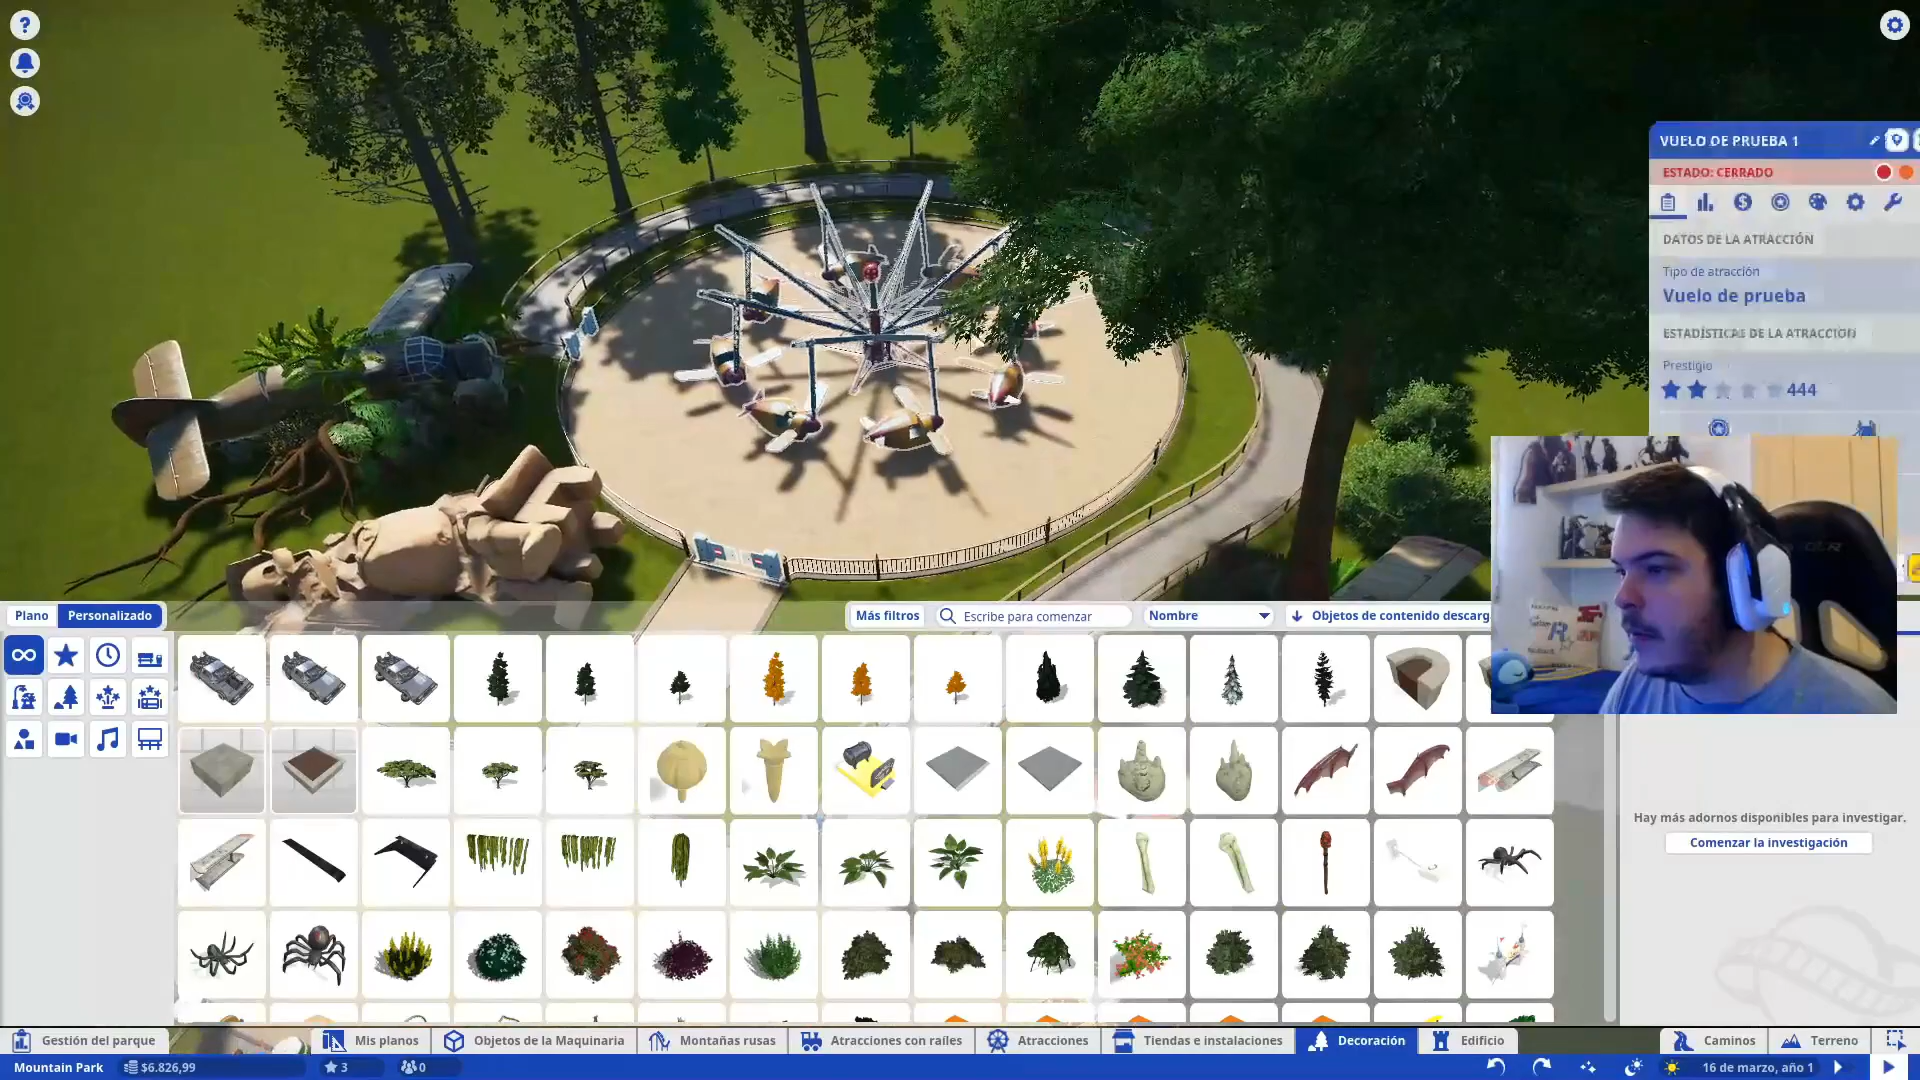 VUELO DE PRUEBA 1
ESTADO: CERRADO
DATOS DE LA ATRACCIÓN
Tipo de atracción
Vuelo de prueba
ESTADÍSTICAS DE LA ATRACCIÓN
Prestigio
444
Plano
Personalizado
Más filtros
Escribe para comenzar
Nombre
Objetos de contenido descarg
Hay más adornos disponibles para investigar.
Comenzar la investigación
Gestión del parque
Mis planos
Objetos de la Maquinaria
Montañas rusas
Atracciones con raíles
Atracciones
Tiendas e instalaciones
Decoración
Edificio
Caminos
Terreno
Mountain Park
$6.826,99
3
0
16 de marzo, año 1